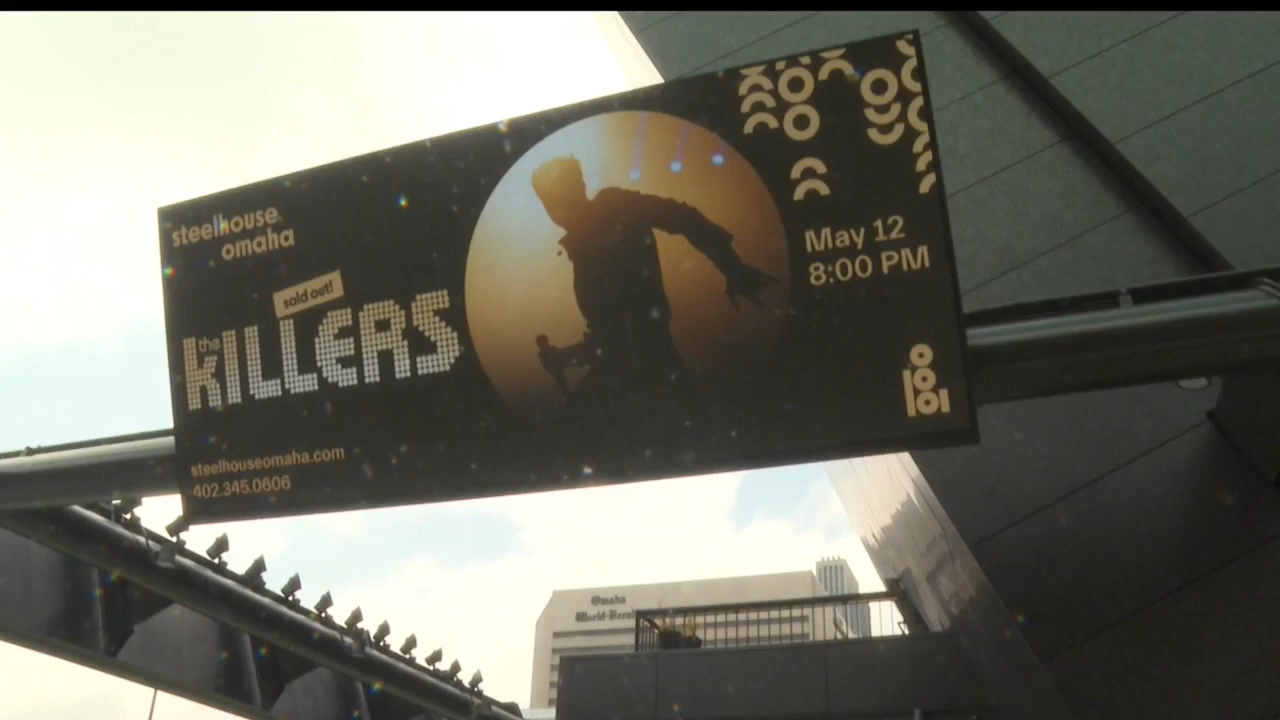 steelhouse
omaha
sold out!
the
KILLERS
steelhouseomaha.com
402.345.0606
May 12
8:00 PM
Omaha
World-Herald